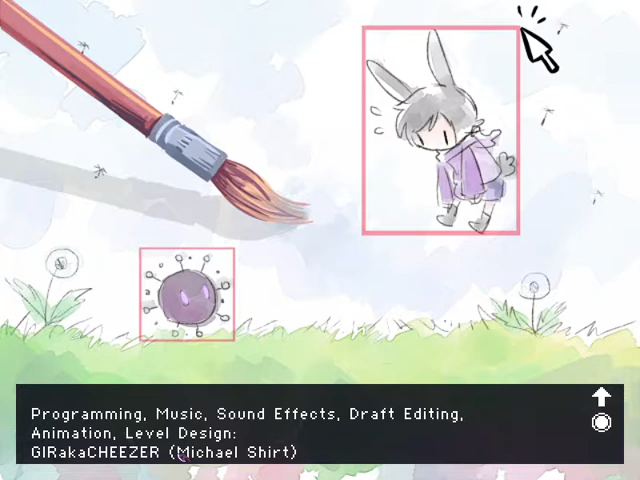 Programming, Music, Sound Effects, Draft Editing,
Animation, Level Design:
GIRakaCHEEZER (Michael Shirt)